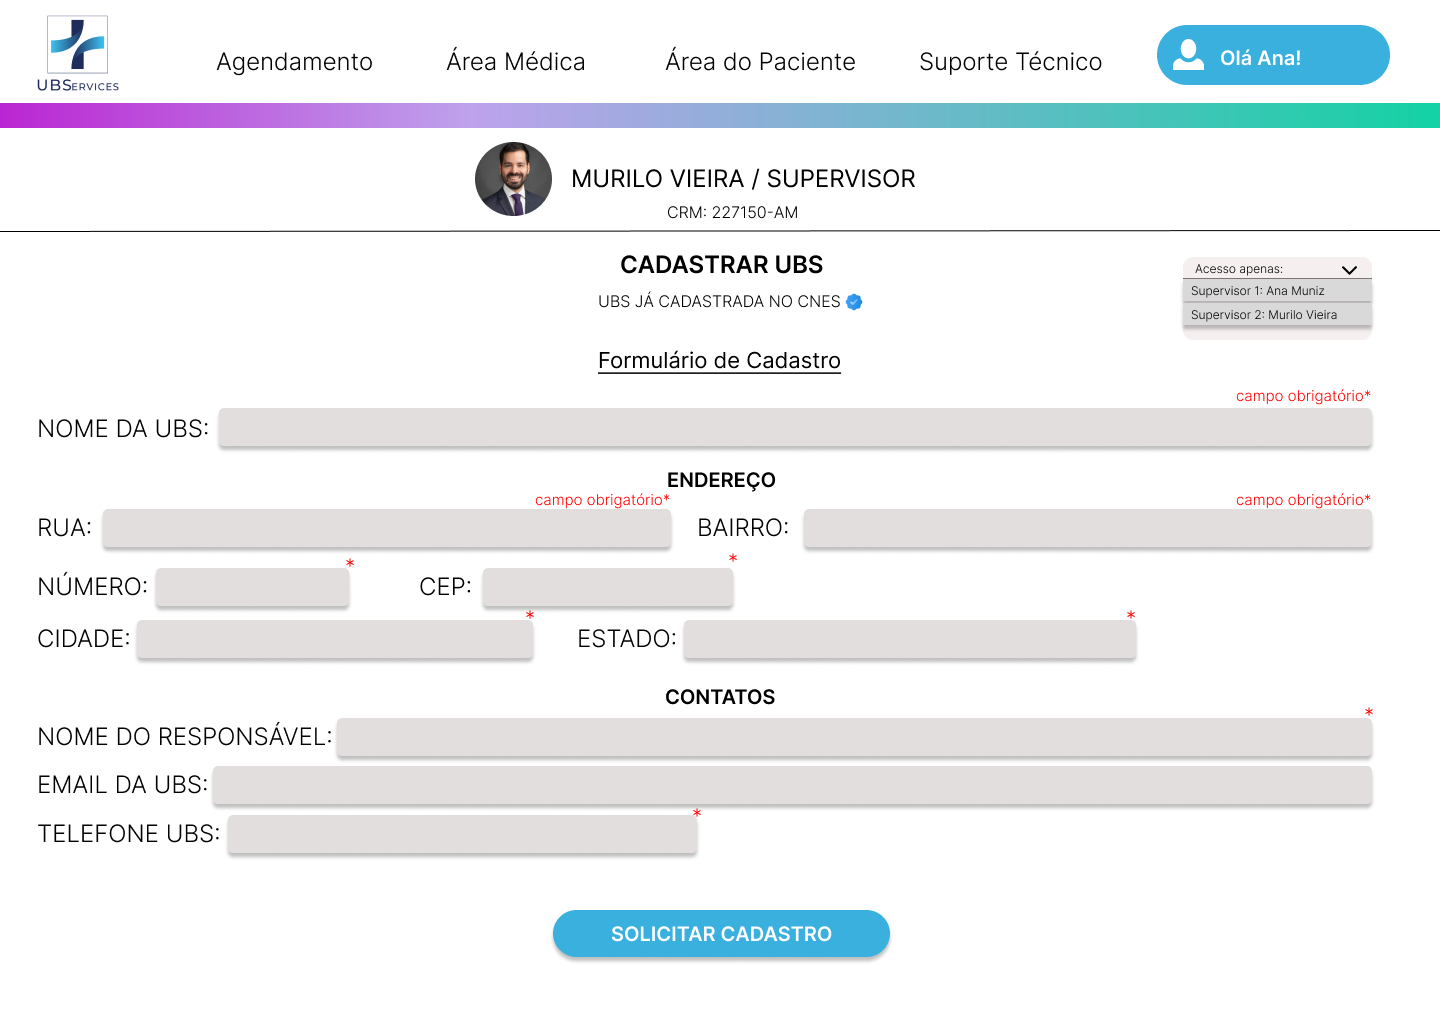 UBSERVICES
Agendamento
Área Médica
Área do Paciente
Suporte Técnico
Olá Ana!
MURILO VIEIRA / SUPERVISOR
CRM: 227150-AM
CADASTRAR UBS
UBS JÁ CADASTRADA NO CNES
Acesso apenas:
Supervisor 1: Ana Muniz
Supervisor 2: Murilo Vieira
Formulário de Cadastro
campo obrigatório*
NOME DA UBS:
ENDEREÇO
campo obrigatório*
campo obrigatório*
RUA:
BAIRRO:
*
*
NÚMERO:
CEP:
*
*
CIDADE:
ESTADO:
CONTATOS
*
NOME DO RESPONSÁVEL:
EMAIL DA UBS:
*
TELEFONE UBS:
SOLICITAR CADASTRO